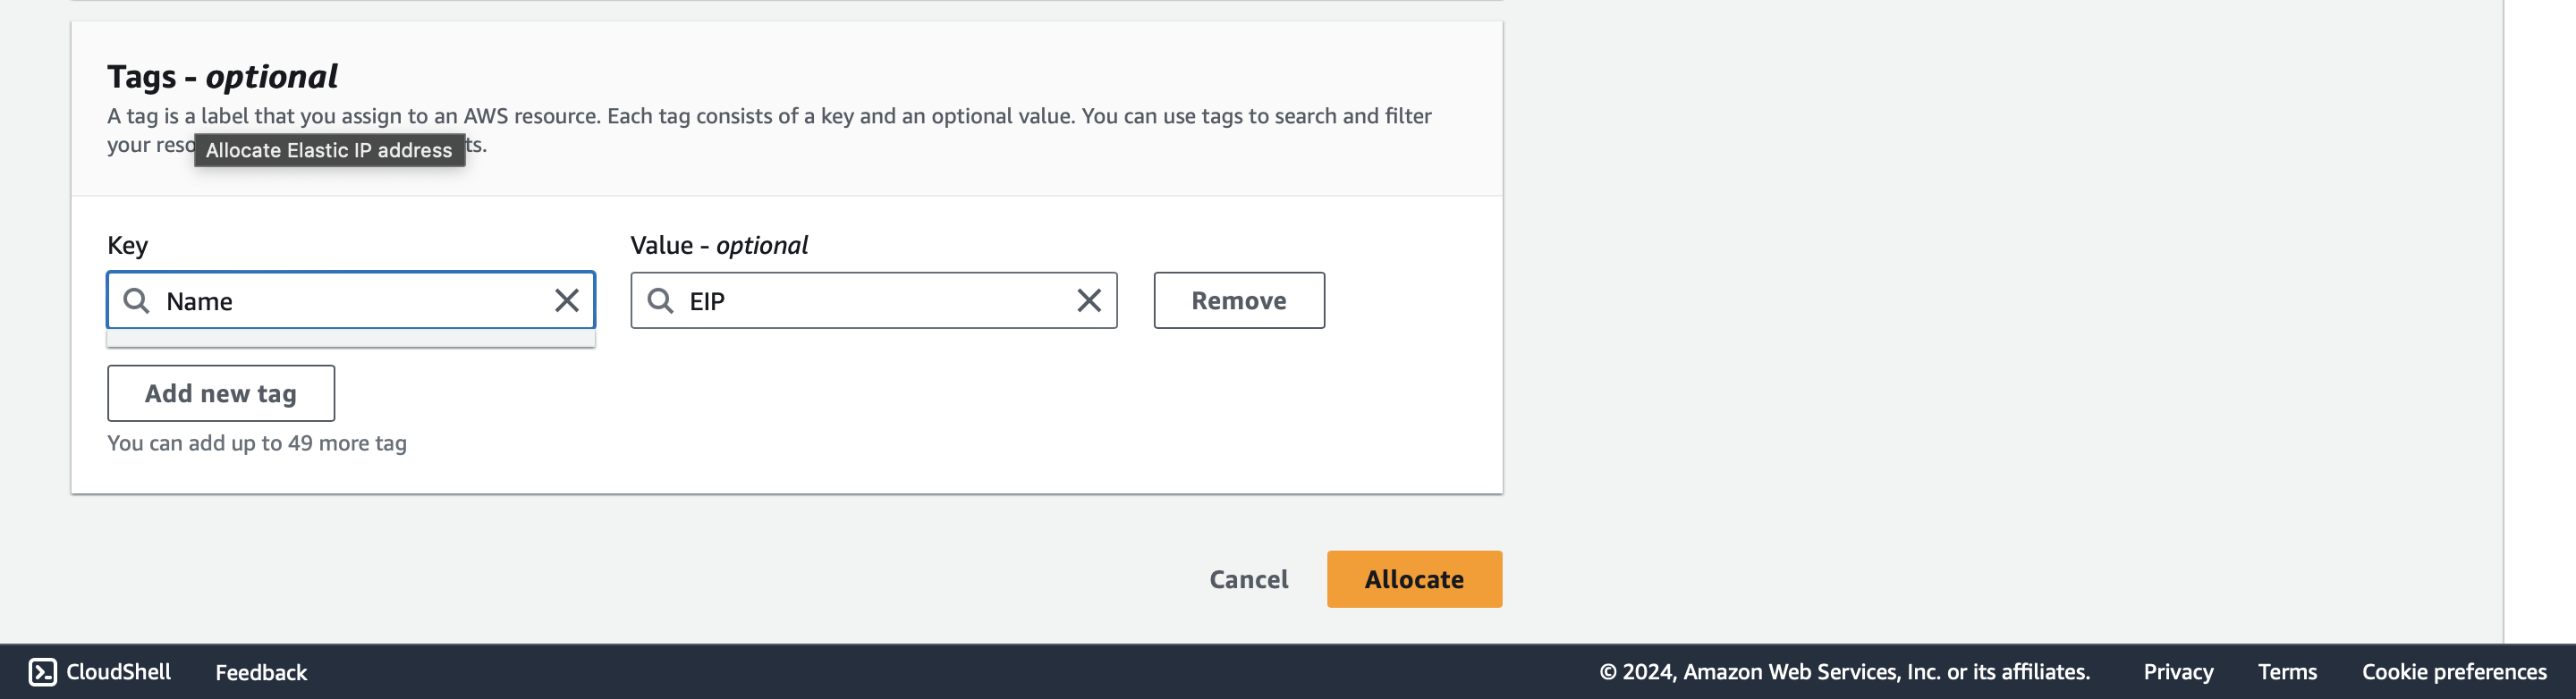 Tags - optional
A tag is a label that you assign to an AWS resource. Each tag consists of a key and an optional value. You can use tags to search and filter
your reso
Allocate Elastic IP address
ts.
Key
Value - optional
Name
EIP
Remove
Add new tag
You can add up to 49 more tag
Cancel
Allocate
CloudShell
Feedback
© 2024, Amazon Web Services, Inc. or its affiliates.
Privacy
Terms
Cookie preferences